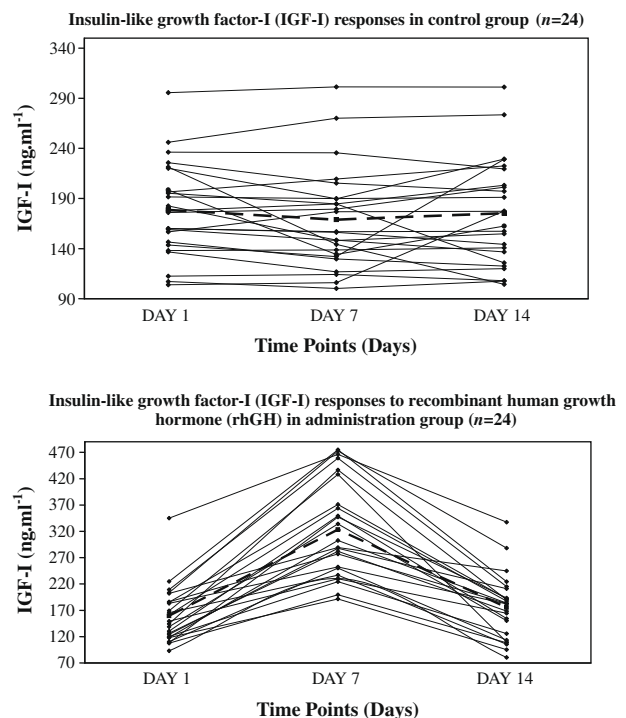 Insulin-like growth factor-I (IGF-I) responses in control group (n=24)
340
290
240
190
140
90
IGF-I (ng.ml⁻¹)
DAY 1 DAY 7 DAY 14
Time Points (Days)
Insulin-like growth factor-I (IGF-I) responses to recombinant human growth
hormone (rhGH) in administration group (n=24)
470
420
370
320
270
220
170
120
70
IGF-I (ng.ml⁻¹)
DAY 1 DAY 7 DAY 14
Time Points (Days)